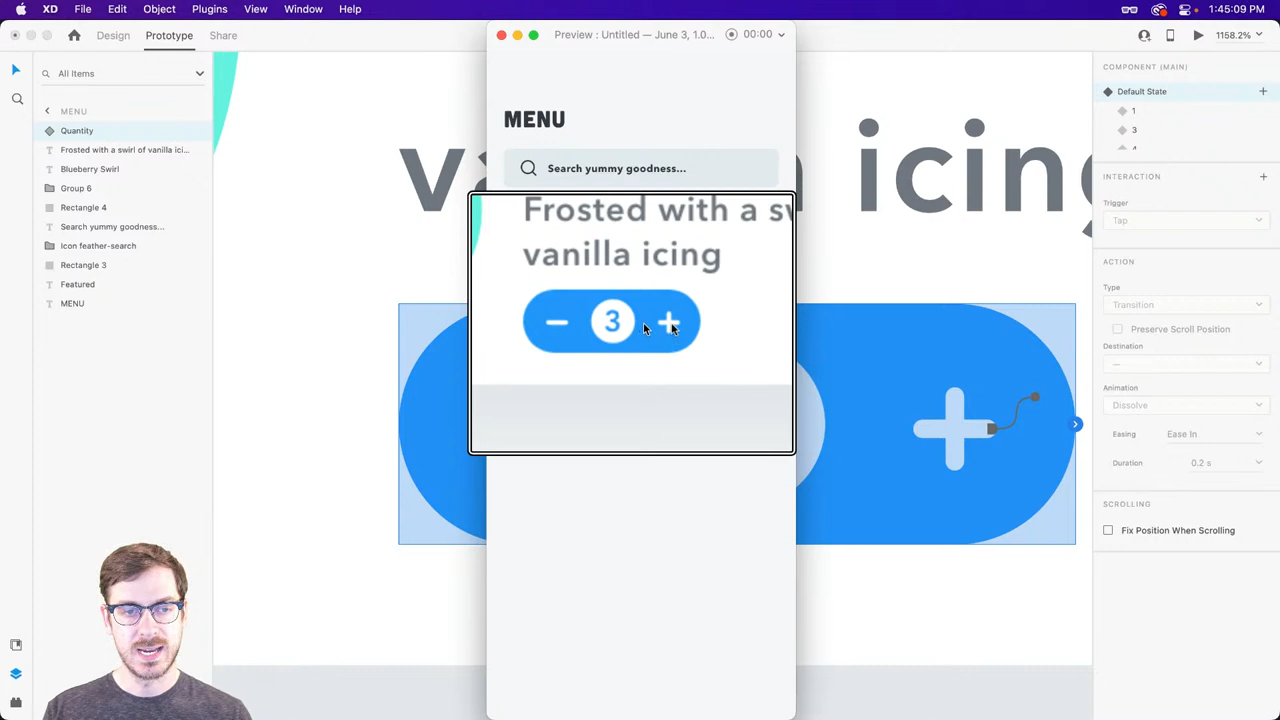 XD File Edit Object Plugins View Window Help 1:45:09 PM
Design Prototype Share
Preview : Untitled — June 3, 1.0...
00:00
1158.2%
All Items
MENU
Quantity
Frosted with a swirl of vanilla ici...
Blueberry Swirl
Group 6
Rectangle 4
Search yummy goodness...
Icon feather-search
Rectangle 3
Featured
MENU
MENU
Search yummy goodness...
Frosted with a sw
vanilla icing
3
va
icing
COMPONENT (MAIN)
Default State
1
3
4
INTERACTION
Trigger
Tap
ACTION
Type
Transition
Preserve Scroll Position
Destination
—
Animation
Dissolve
Easing Ease In
Duration 0.2 s
SCROLLING
Fix Position When Scrolling